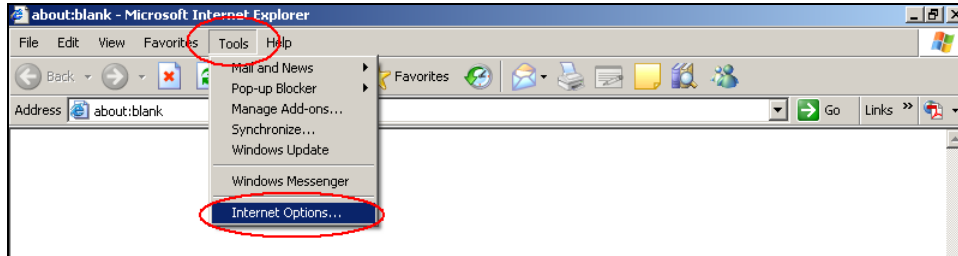 about:blank - Microsoft Internet Explorer
File Edit View Favorites Tools Help
Back Favorites
Mail and News
Pop-up Blocker
Manage Add-ons...
Synchronize...
Windows Update
Windows Messenger
Internet Options...
Address about:blank Go Links »